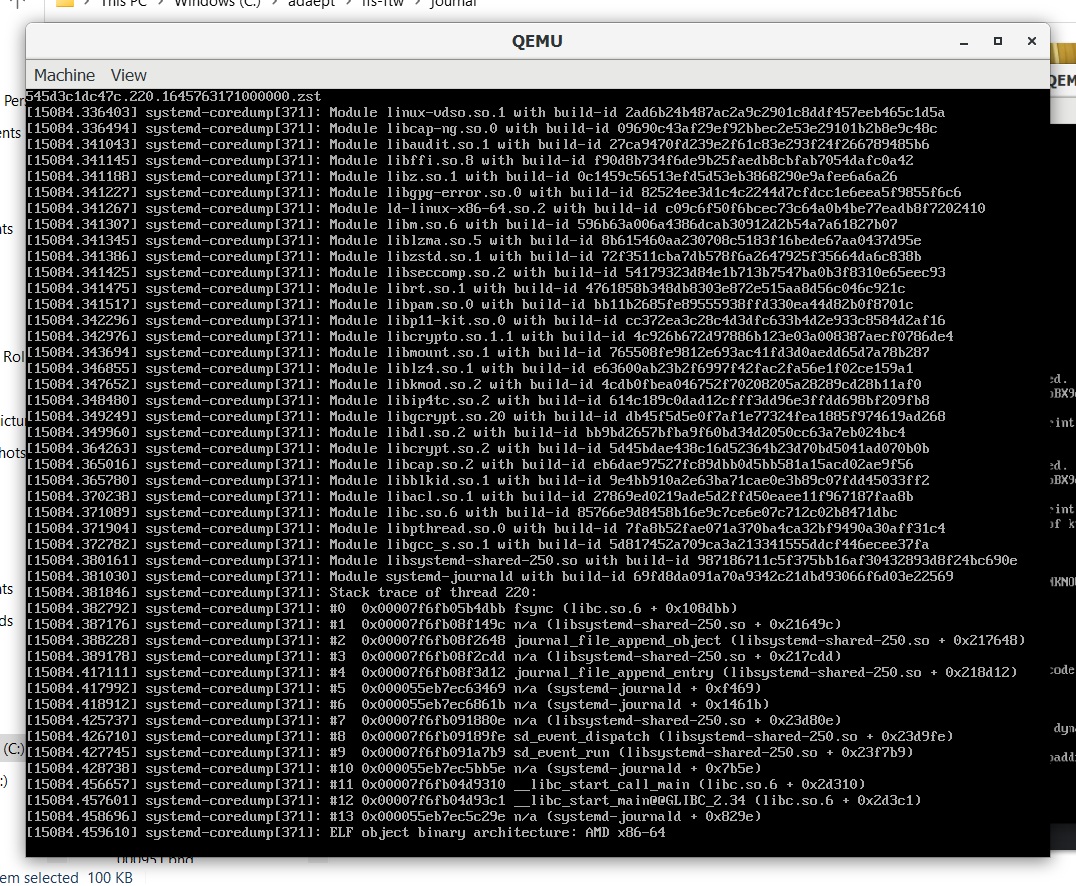 This PC > Windows (C:) > adaept > ffs-ftw > journal
QEMU
Machine View
545d3c1dc47c.220.1645763171000000.zst
[15084.336403] systemd-coredump[371]: Module linux-vdso.so.1 with build-id 2ad6b24b487ac2a9c2901c8ddf457eeb465c1d5a
[15084.336494] systemd-coredump[371]: Module libcap-ng.so.0 with build-id 09690c43af29ef92bbec2e53e29101b2b8e9c48c
[15084.341043] systemd-coredump[371]: Module libaudit.so.1 with build-id 27ca9470fd239e2f61c83e293f24f266789485b6
[15084.341145] systemd-coredump[371]: Module libffi.so.8 with build-id f90d8b734f6de9b25faedb8cbfab7054dafc0a42
[15084.341188] systemd-coredump[371]: Module libz.so.1 with build-id 0c1459c56513efd5d53eb3868290e9afee6a6a26
[15084.341227] systemd-coredump[371]: Module libgpg-error.so.0 with build-id 82524ee3d1c4c2244d7cfdcc1e6eea5f9855f6c6
[15084.341267] systemd-coredump[371]: Module ld-linux-x86-64.so.2 with build-id c09c6f50f6bcec73c64a0b4be77eadb8f7202410
[15084.341307] systemd-coredump[371]: Module libm.so.6 with build-id 596b63a006a4386dcab30912d2b54a7a61827b07
[15084.341345] systemd-coredump[371]: Module liblzma.so.5 with build-id 8b615460aa230708c5183f16bede67aa0437d95e
[15084.341386] systemd-coredump[371]: Module libzstd.so.1 with build-id 72f3511cba7db578f6a2647925f35664da6c838b
[15084.341425] systemd-coredump[371]: Module libseccomp.so.2 with build-id 54179323d84e1b713b7547ba0b3f8310e65eec93
[15084.341475] systemd-coredump[371]: Module librt.so.1 with build-id 4761858b348db8303e872e515aa8d56c046c921c
[15084.341517] systemd-coredump[371]: Module libpam.so.0 with build-id bb11b2685fe89555938ffd330ea44d82b0f8701c
[15084.342296] systemd-coredump[371]: Module libp11-kit.so.0 with build-id cc372ea3c28c4d3dfc633b4d2e933c8584d2af16
[15084.342976] systemd-coredump[371]: Module libcrypto.so.1.1 with build-id 4c926b672d97886b123e03a008387aecf0786de4
[15084.343694] systemd-coredump[371]: Module libmount.so.1 with build-id 765508fe9812e693ac41fd3d0aedd65d7a78b287
[15084.346855] systemd-coredump[371]: Module liblz4.so.1 with build-id e63600ab23b2f6997f42fac2fa56e1f02ce159a1
[15084.347652] systemd-coredump[371]: Module libkmod.so.2 with build-id 4cdb0fbea046752f70208205a28289cd28b11af0
[15084.348480] systemd-coredump[371]: Module libip4tc.so.2 with build-id 614c189c0dad12cfff3dd96e3ffdd698bf209fb8
[15084.349249] systemd-coredump[371]: Module libgcrypt.so.20 with build-id db45f5d5e0f7af1e77324fea1885f974619ad268
[15084.349960] systemd-coredump[371]: Module libdl.so.2 with build-id bb9bd2657bfba9f60bd34d2050cc63a7eb024bc4
[15084.364263] systemd-coredump[371]: Module libcrypt.so.2 with build-id 5d45bdae438c16d52364b23d70bd5041ad070b0b
[15084.365016] systemd-coredump[371]: Module libcap.so.2 with build-id eb6dae97527fc89dbb0d5bb581a15acd02ae9f56
[15084.365780] systemd-coredump[371]: Module libblkid.so.1 with build-id 9e4bb910a2e63ba71cae0e3b89c07fdd45033ff2
[15084.370238] systemd-coredump[371]: Module libacl.so.1 with build-id 27869ed0219ade5d2ffd50eaee11f967187faa8b
[15084.371089] systemd-coredump[371]: Module libc.so.6 with build-id 85766e9d8458b16e9c7ce6e07c712c02b8471dbc
[15084.371904] systemd-coredump[371]: Module libpthread.so.0 with build-id 7fa8b52fae071a370ba4ca32bf9490a30aff31c4
[15084.372782] systemd-coredump[371]: Module libgcc_s.so.1 with build-id 5d817452a709ca3a213341555ddcf446ecee37fa
[15084.380161] systemd-coredump[371]: Module libsystemd-shared-250.so with build-id 987186711c5f375bb16af30432893d8f24bc690e
[15084.381030] systemd-coredump[371]: Module systemd-journald with build-id 69fd8da091a70a9342c21dbd93066f6d03e22569
[15084.381846] systemd-coredump[371]: Stack trace of thread 220:
[15084.382792] systemd-coredump[371]: #0  0x00007f6fb05b4dbb fsync (libc.so.6 + 0x108dbb)
[15084.387176] systemd-coredump[371]: #1  0x00007f6fb08f149c n/a (libsystemd-shared-250.so + 0x21649c)
[15084.388228] systemd-coredump[371]: #2  0x00007f6fb08f2648 journal_file_append_object (libsystemd-shared-250.so + 0x217648)
[15084.389178] systemd-coredump[371]: #3  0x00007f6fb08f2cdd n/a (libsystemd-shared-250.so + 0x217cdd)
[15084.417111] systemd-coredump[371]: #4  0x00007f6fb08f3d12 journal_file_append_entry (libsystemd-shared-250.so + 0x218d12)
[15084.417992] systemd-coredump[371]: #5  0x000055eb7ec63469 n/a (systemd-journald + 0xf469)
[15084.418912] systemd-coredump[371]: #6  0x000055eb7ec6861b n/a (systemd-journald + 0x1461b)
[15084.425737] systemd-coredump[371]: #7  0x00007f6fb091880e n/a (libsystemd-shared-250.so + 0x23d80e)
[15084.426710] systemd-coredump[371]: #8  0x00007f6fb09189fe sd_event_dispatch (libsystemd-shared-250.so + 0x23d9fe)
[15084.427745] systemd-coredump[371]: #9  0x00007f6fb091a7b9 sd_event_run (libsystemd-shared-250.so + 0x23f7b9)
[15084.428738] systemd-coredump[371]: #10 0x000055eb7ec5bb5e n/a (systemd-journald + 0x7b5e)
[15084.456657] systemd-coredump[371]: #11 0x00007f6fb04d9310 __libc_start_call_main (libc.so.6 + 0x2d310)
[15084.457601] systemd-coredump[371]: #12 0x00007f6fb04d93c1 __libc_start_main@@GLIBC_2.34 (libc.so.6 + 0x2d3c1)
[15084.458696] systemd-coredump[371]: #13 0x000055eb7ec5c29e n/a (systemd-journald + 0x829e)
[15084.459610] systemd-coredump[371]: ELF object binary architecture: AMD x86-64
(C:)
selected 100 KB